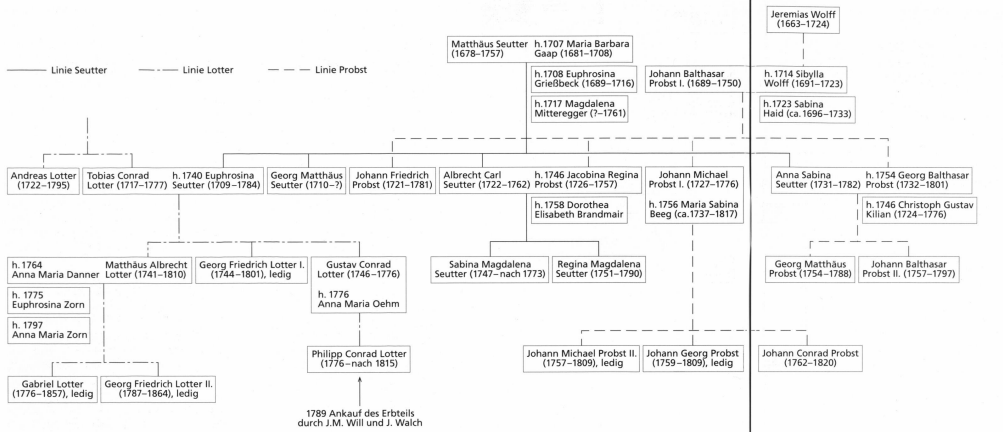 Jeremias Wolff
(1663–1724)
Matthäus Seutter
(1678–1757)
h.1707 Maria Barbara
Gaap (1681–1708)
Linie Seutter
Linie Lotter
Linie Probst
h.1708 Euphrosina
Grießbeck (1689–1716)
Johann Balthasar
Probst I. (1689–1750)
h.1714 Sibylla
Wolff (1691–1723)
h.1717 Magdalena
Mitteregger (?–1761)
h.1723 Sabina
Haid (ca.1696–1733)
Andreas Lotter
(1722–1795)
Tobias Conrad
Lotter (1717–1777)
h.1740 Euphrosina
Seutter (1709–1784)
Georg Matthäus
Seutter (1710–?)
Johann Friedrich
Probst (1721–1781)
Albrecht Carl
Seutter (1722–1762)
h.1746 Jacobina Regina
Probst (1726–1757)
Johann Michael
Probst I. (1727–1776)
h.1756 Maria Sabina
Beeg (ca.1737–1817)
Anna Sabina
Seutter (1731–1782)
h.1754 Georg Balthasar
Probst (1732–1801)
h.1758 Dorothea
Elisabeth Brandmair
h.1746 Christoph Gustav
Kilian (1724–1776)
h.1764
Anna Maria Danner
Matthäus Albrecht
Lotter (1741–1810)
Georg Friedrich Lotter I.
(1744–1801), ledig
Gustav Conrad
Lotter (1746–1776)
h. 1776
Anna Maria Oehm
Sabina Magdalena
Seutter (1747–nach 1773)
Regina Magdalena
Seutter (1751–1790)
Georg Matthäus
Probst (1754–1788)
Johann Balthasar
Probst II. (1757–1797)
h. 1775
Euphrosina Zorn
h. 1797
Anna Maria Zorn
Philipp Conrad Lotter
(1776–nach 1815)
Johann Michael Probst II.
(1757–1809), ledig
Johann Georg Probst
(1759–1809), ledig
Johann Conrad Probst
(1762–1820)
Gabriel Lotter
(1776–1857), ledig
Georg Friedrich Lotter II.
(1787–1864), ledig
1789 Ankauf des Erbteils
durch J.M. Will und J. Walch